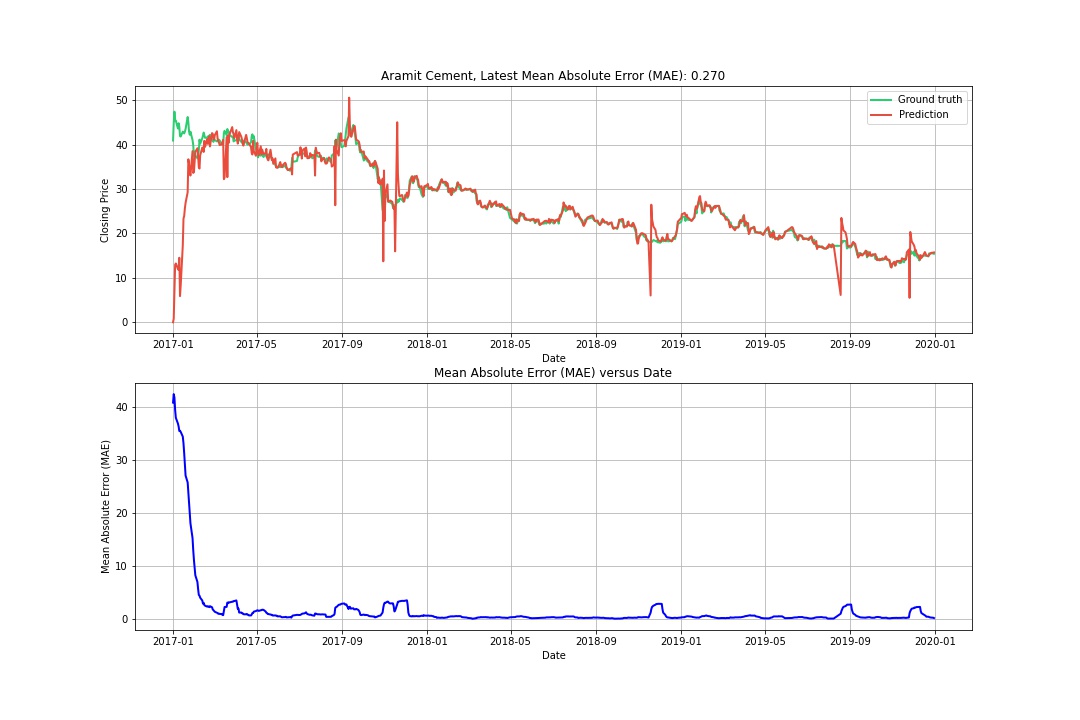 Aramit Cement, Latest Mean Absolute Error (MAE): 0.270
Ground truth
Prediction
Closing Price
50
40
30
20
10
0
2017-01 2017-05 2017-09 2018-01 2018-05 2018-09 2019-01 2019-05 2019-09 2020-01
Date
Mean Absolute Error (MAE) versus Date
Mean Absolute Error (MAE)
40
30
20
10
0
2017-01 2017-05 2017-09 2018-01 2018-05 2018-09 2019-01 2019-05 2019-09 2020-01
Date